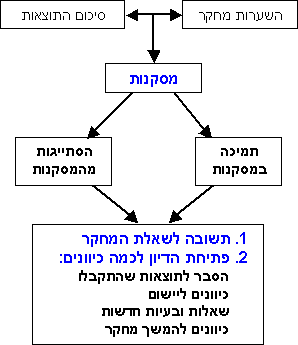 השערות מחקר
סיכום התוצאות
מסקנות
תמיכה
במסקנות
הסתייגות
מהמסקנות
1. תשובה לשאלת המחקר
2. פתיחת הדיון לכמה כיוונים:
הסבר לתוצאות שהתקבלו
כיוונים ליישום
שאלות ובעיות חדשות
כיוונים להמשך מחקר